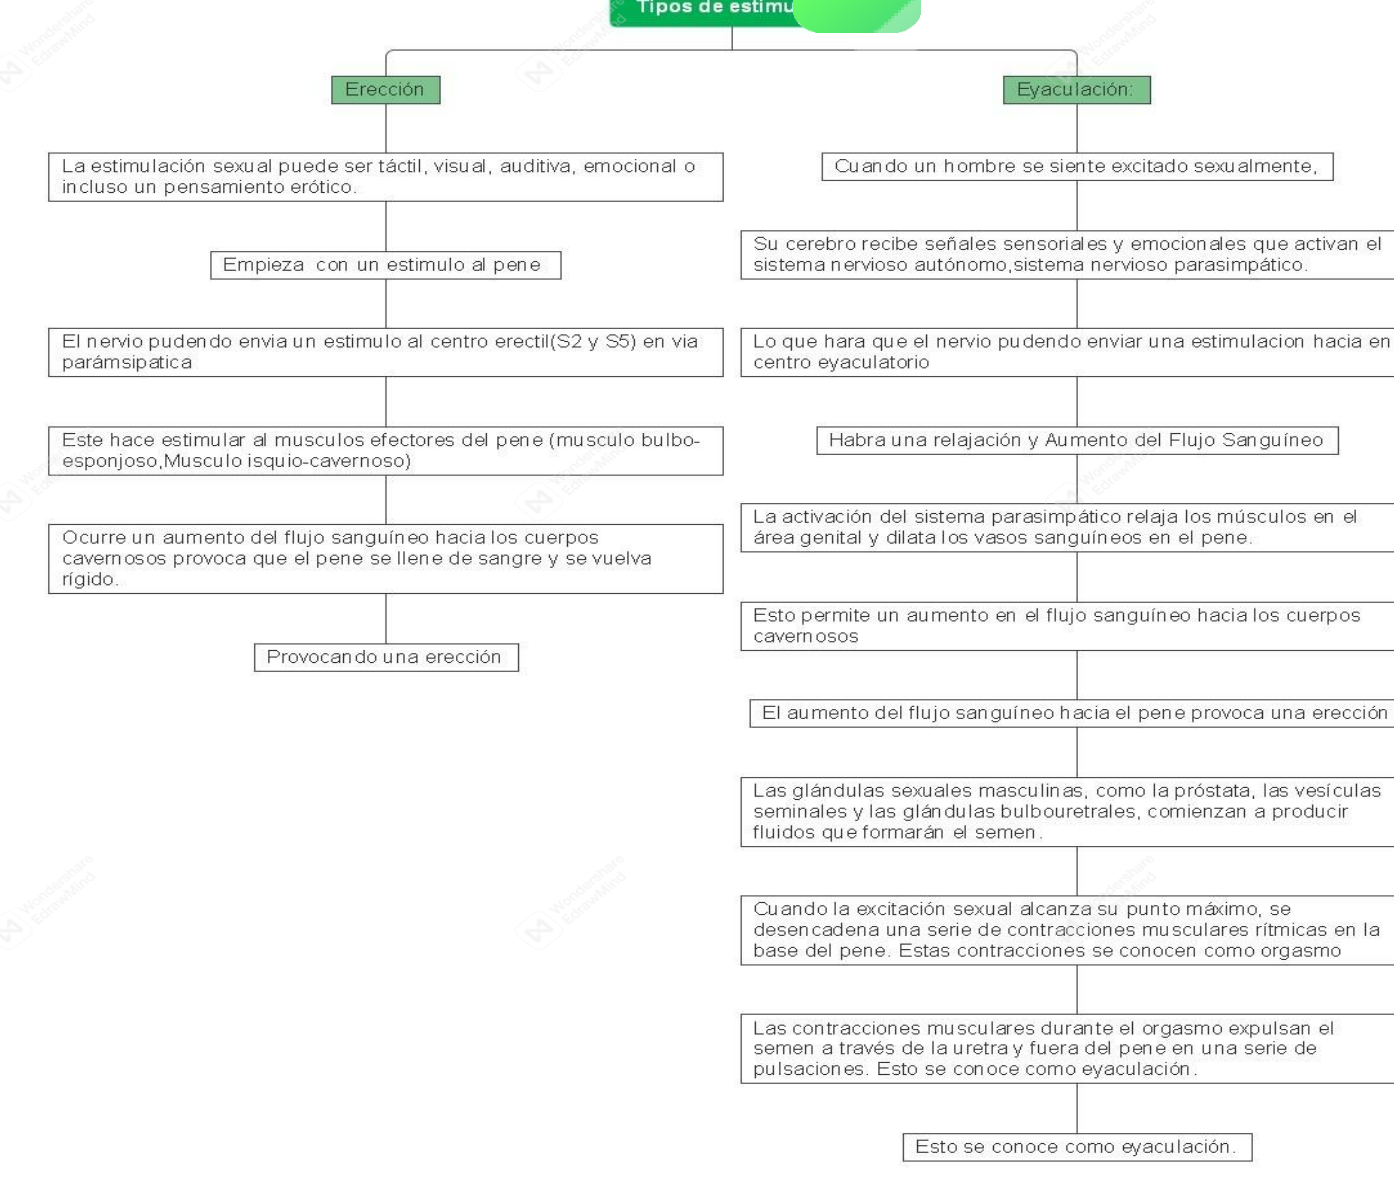 Tipos de
Erección
La estimulación sexual puede ser táctil, visual, auditiva, emocional o
incluso un pensamiento erótico.
Empieza con un estimulo al pene
El nervio pudendo envia un estimulo al centro erectil(S2 y S5) en via
parámsipatica
Este hace estimular al musculos efectores del pene (musculo bulbo-
esponjoso,Musculo isquio-cavernoso)
Ocurre un aumento del flujo sanguíneo hacia los cuerpos
cavernosos provoca que el pene se llene de sangre y se vuelva
rígido.
Provocando una erección
Eyaculación:
Cuando un hombre se siente excitado sexualmente,
Su cerebro recibe señales sensoriales y emocionales que activan el
sistema nervioso autónomo,sistema nervioso parasimpático.
Lo que hara que el nervio pudendo enviar una estimulacion hacia en
centro eyaculatorio
Habra una relajación y Aumento del Flujo Sanguíneo
La activación del sistema parasimpático relaja los músculos en el
área genital y dilata los vasos sanguíneos en el pene.
Esto permite un aumento en el flujo sanguíneo hacia los cuerpos
cavernosos
El aumento del flujo sanguíneo hacia el pene provoca una erección
Las glándulas sexuales masculinas, como la próstata, las vesículas
seminales y las glándulas bulbouretrales, comienzan a producir
fluidos que formarán el semen.
Cuando la excitación sexual alcanza su punto máximo, se
desencadena una serie de contracciones musculares rítmicas en la
base del pene. Estas contracciones se conocen como orgasmo
Las contracciones musculares durante el orgasmo expulsan el
semen a través de la uretra y fuera del pene en una serie de
pulsaciones. Esto se conoce como eyaculación.
Esto se conoce como eyaculación.
Wondershare
EdrawMind